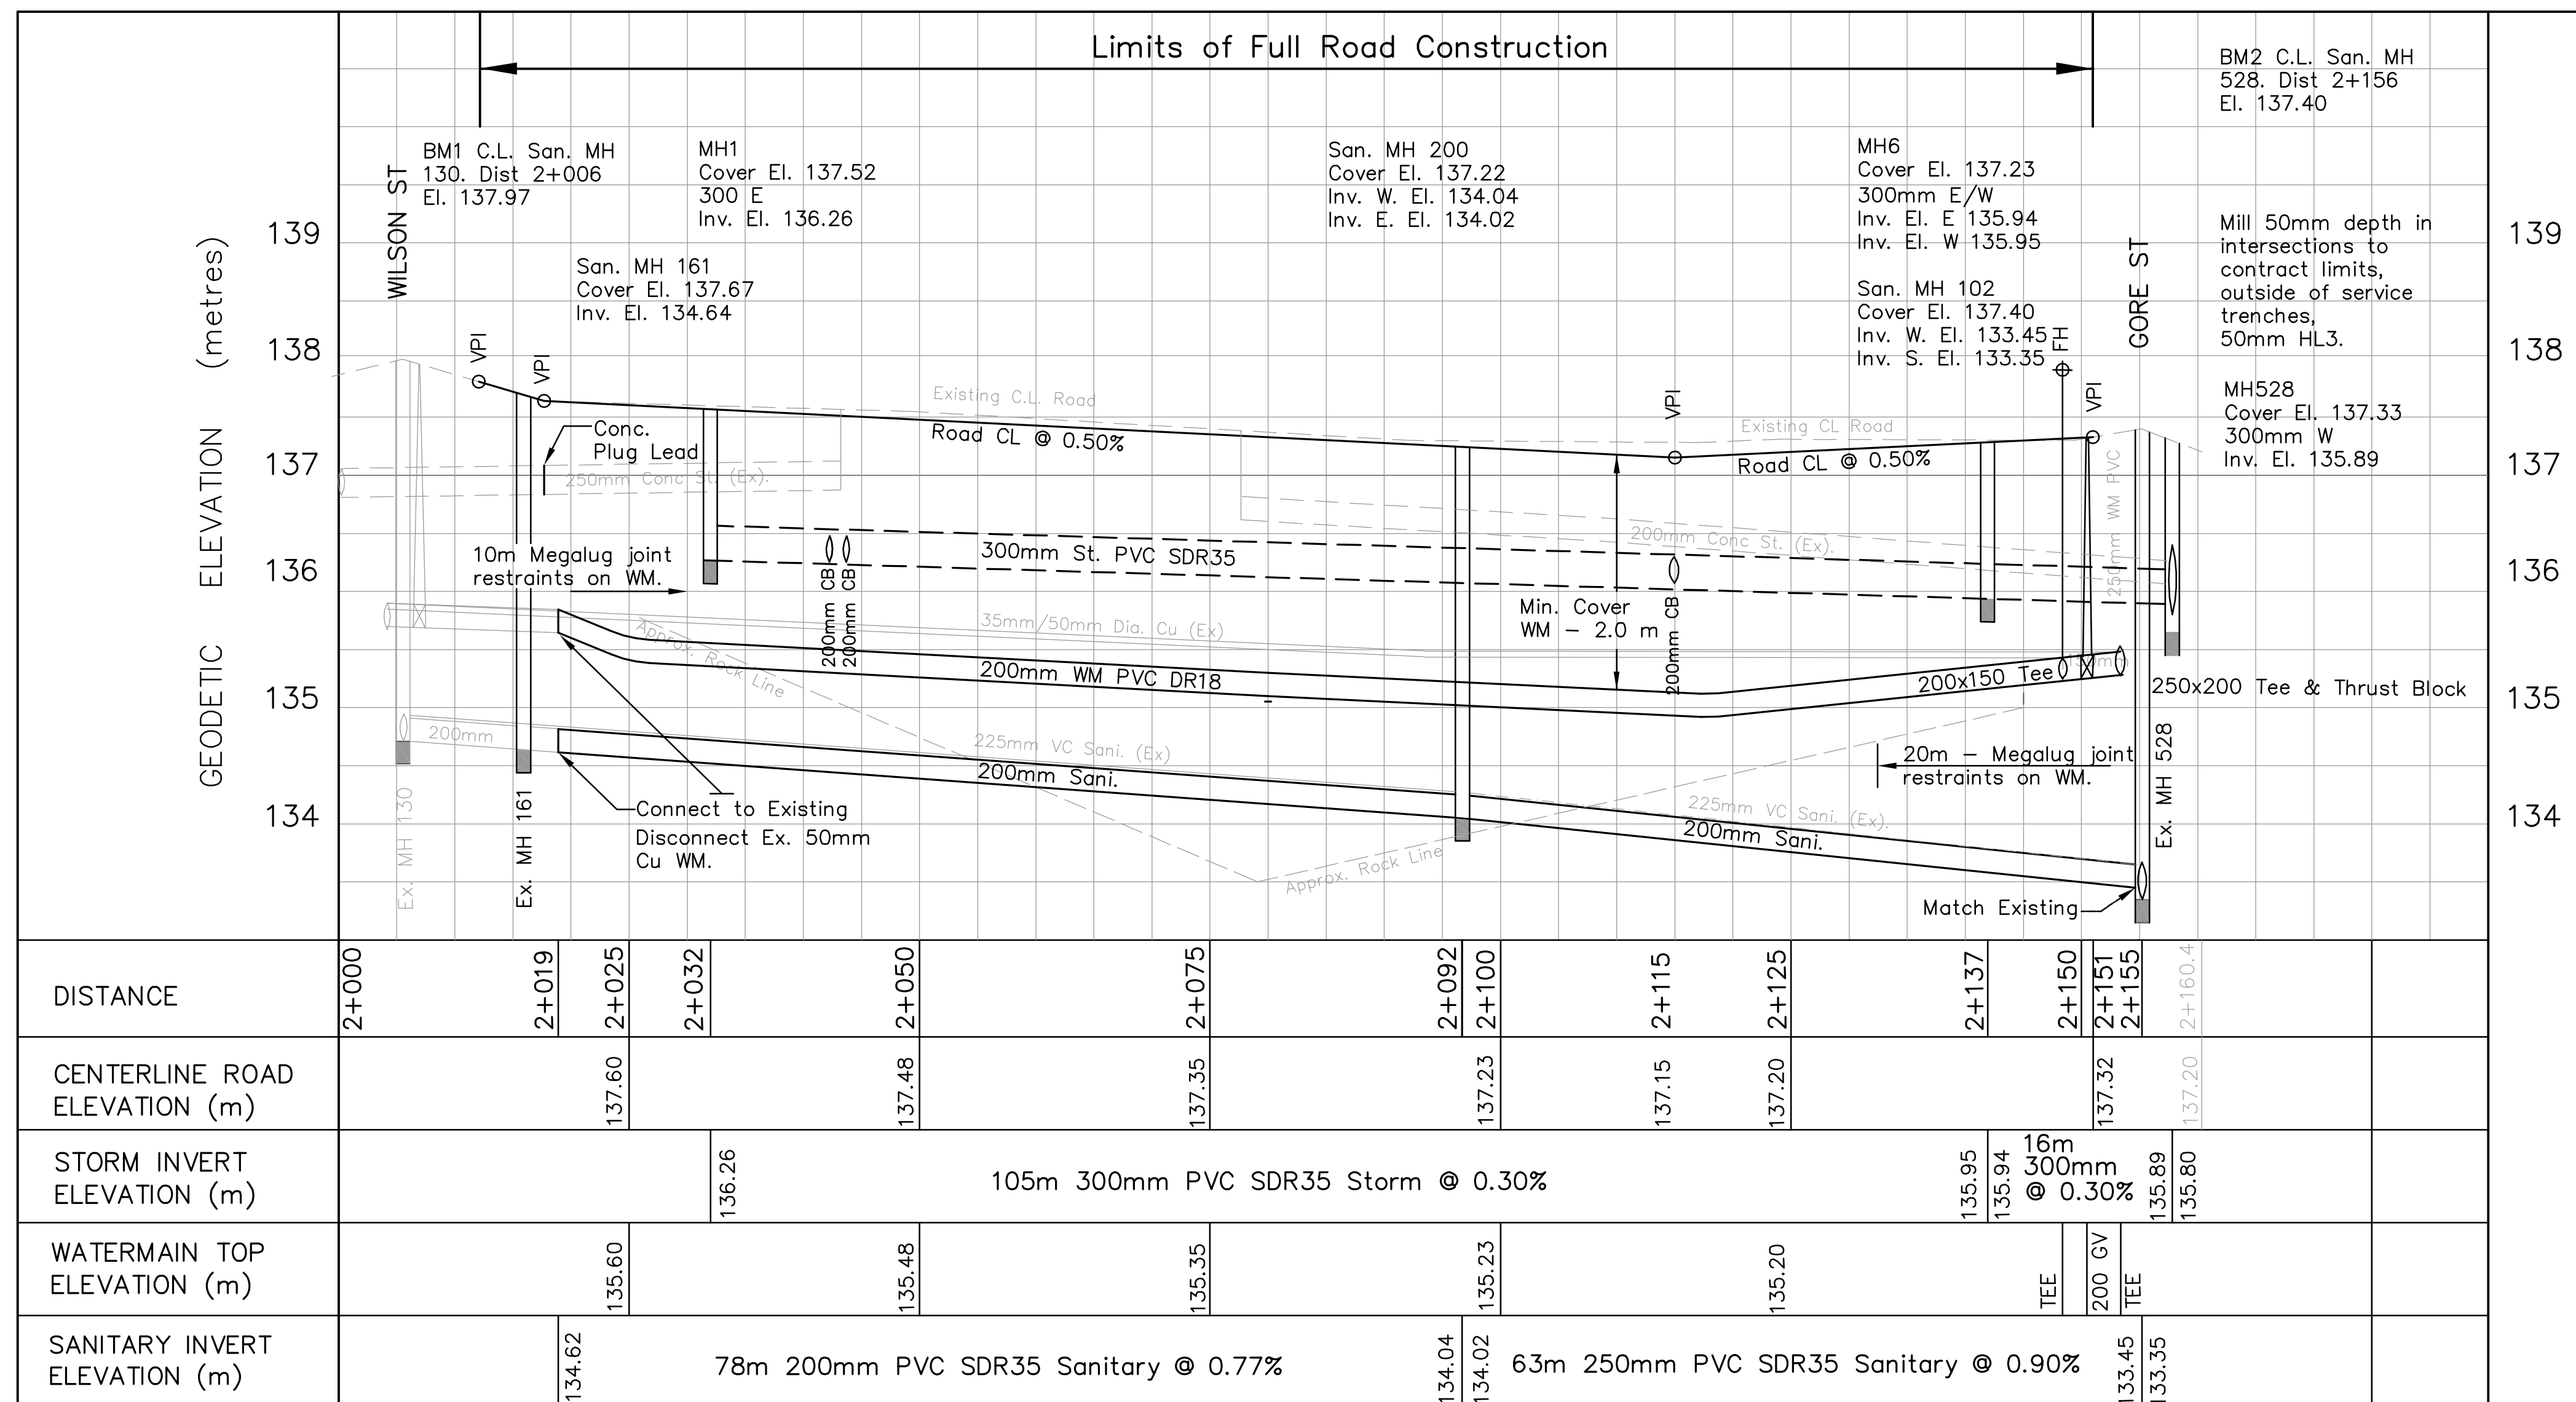 Limits of Full Road Construction
BM2 C.L. San. MH
528. Dist 2+156
El. 137.40
WILSON ST
BM1 C.L. San. MH
130. Dist 2+006
El. 137.97
MH1
Cover El. 137.52
300 E
Inv. El. 136.26
San. MH 161
Cover El. 137.67
Inv. El. 134.64
San. MH 200
Cover El. 137.22
Inv. W. El. 134.04
Inv. E. El. 134.02
MH6
Cover El. 137.23
300mm E/W
Inv. El. E 135.94
Inv. El. W 135.95
San. MH 102
Cover El. 137.40
Inv. W. El. 133.45
Inv. S. El. 133.35
FH
GORE ST
Mill 50mm depth in
intersections to
contract limits,
outside of service
trenches,
50mm HL3.
MH528
Cover El. 137.33
300mm W
Inv. El. 135.89
GEODETIC ELEVATION (metres)
139
138
137
136
135
134
139
138
137
136
135
134
VPI
VPI
VPI
VPI
Existing C.L. Road
Road CL @ 0.50%
Existing CL Road
Road CL @ 0.50%
Conc.
Plug Lead
250mm Conc St. (Ex).
10m Megalug joint
restraints on WM.
200mm CB
200mm CB
300mm St. PVC SDR35
200mm Conc St. (Ex).
250mm WM PVC
Min. Cover
WM - 2.0 m
200mm CB
35mm/50mm Dia. Cu (Ex)
Approx. Rock Line
200mm WM PVC DR18
200x150 Tee
150mm
250x200 Tee & Thrust Block
200mm
225mm VC Sani. (Ex)
200mm Sani.
20m - Megalug joint
restraints on WM.
Connect to Existing
Disconnect Ex. 50mm
Cu WM.
225mm VC Sani. (Ex).
200mm Sani.
Approx. Rock Line
Ex. MH 130
Ex. MH 161
Ex. MH 528
Match Existing
DISTANCE
2+000
2+019
2+025
2+032
2+050
2+075
2+092
2+100
2+115
2+125
2+137
2+150
2+151
2+155
2+160.4
CENTERLINE ROAD
ELEVATION (m)
137.60
137.48
137.35
137.23
137.15
137.20
137.32
137.20
STORM INVERT
ELEVATION (m)
136.26
105m 300mm PVC SDR35 Storm @ 0.30%
135.95
135.94
16m
300mm
@ 0.30%
135.89
135.80
WATERMAIN TOP
ELEVATION (m)
135.60
135.48
135.35
135.23
135.20
TEE
200 GV
TEE
SANITARY INVERT
ELEVATION (m)
134.62
78m 200mm PVC SDR35 Sanitary @ 0.77%
134.04
134.02
63m 250mm PVC SDR35 Sanitary @ 0.90%
133.45
133.35